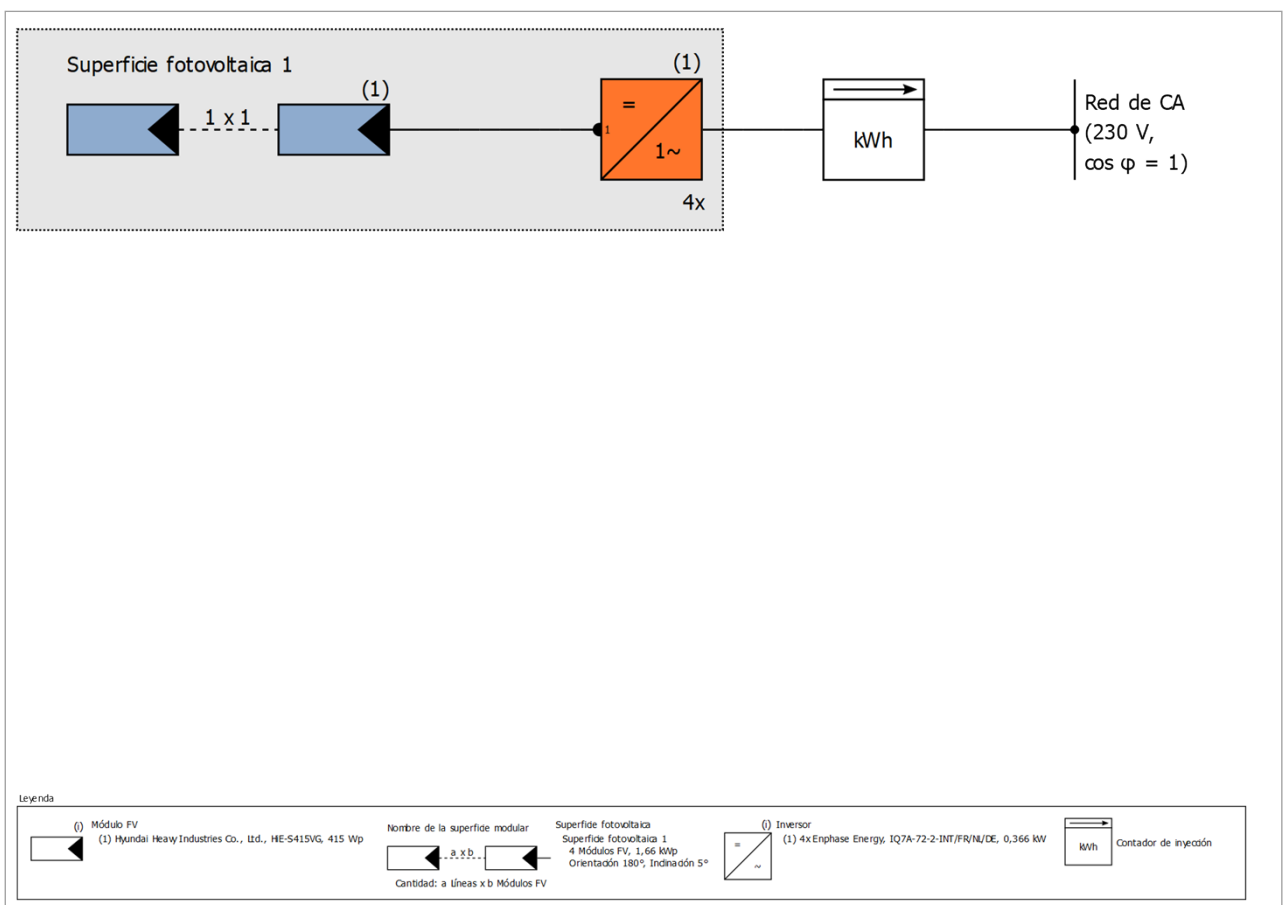 Superficie fotovoltaica 1
(1)
(1)
1 x 1
=
1
1~
4x
kWh
Red de CA
(230 V,
cos φ = 1)
Leyenda
(i) Módulo FV
(1) Hyundai Heavy Industries Co., Ltd., HiE-S415VG, 415 Wp
Nombre de la superficie modular
a x b
Cantidad: a Líneas x b Módulos FV
Superficie fotovoltaica
Superficie fotovoltaica 1
4 Módulos FV, 1,66 kWp
Orientación 180°, Inclinación 5°
(i) Inversor
= ~
(1) 4x Enphase Energy, IQ7A-72-2-INT/FR/NL/DE, 0,366 kW
kWh
Contador de inyección